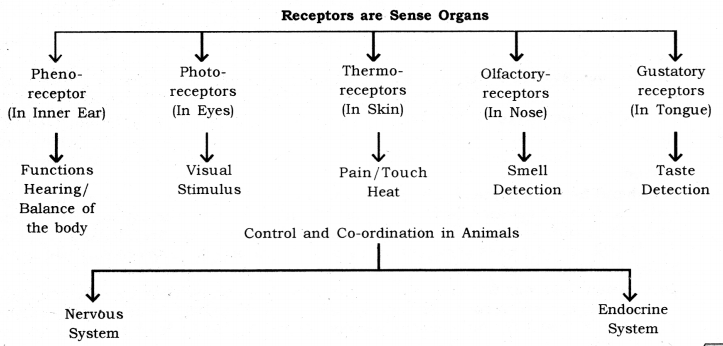 Receptors are Sense Organs
Pheno-
receptor
(In Inner Ear)
Functions
Hearing/
Balance of
the body
Photo-
receptors
(In Eyes)
Visual
Stimulus
Thermo-
receptors
(In Skin)
Pain/Touch
Heat
Olfactory-
receptors
(In Nose)
Smell
Detection
Gustatory
receptors
(In Tongue)
Taste
Detection
Control and Co-ordination in Animals
Nervous
System
Endocrine
System